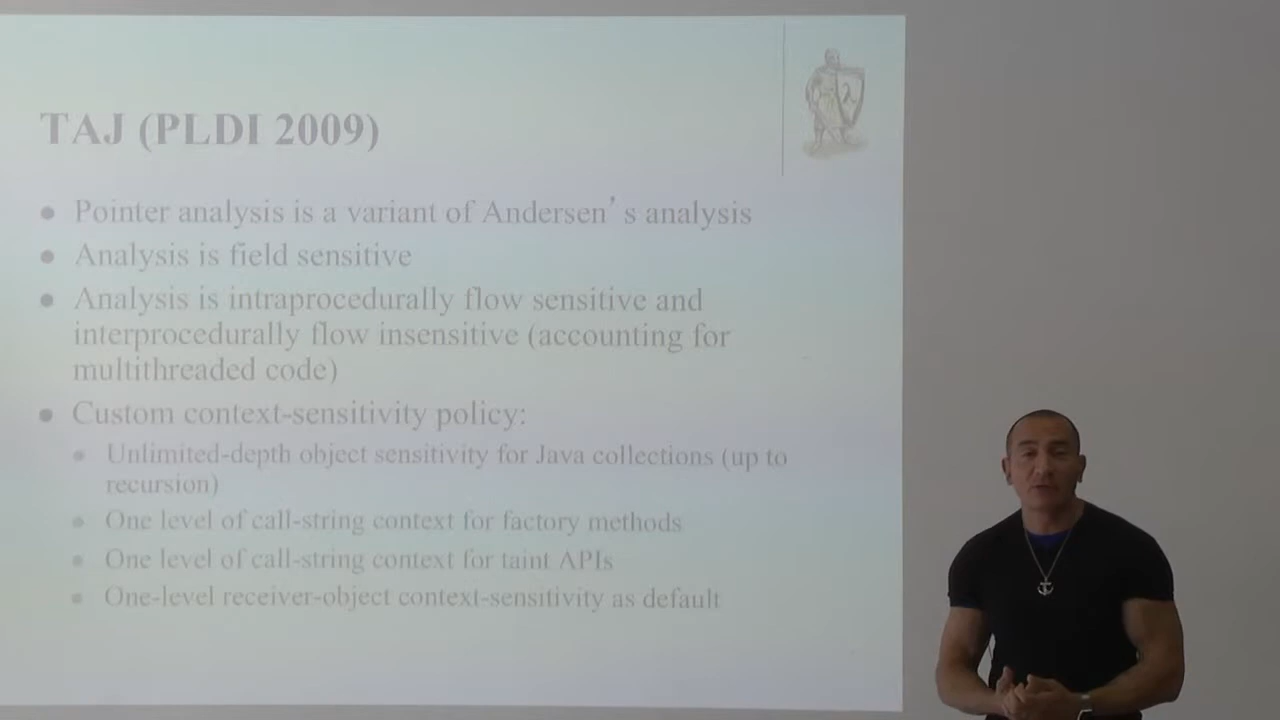 TAJ (PLDI 2009)
λ
● Pointer analysis is a variant of Andersen's analysis
● Analysis is field sensitive
● Analysis is intraprocedurally flow sensitive and
interprocedurally flow insensitive (accounting for
multithreaded code)
● Custom context-sensitivity policy:
● Unlimited-depth object sensitivity for Java collections (up to
recursion)
● One level of call-string context for factory methods
● One level of call-string context for taint APIs
● One-level receiver-object context-sensitivity as default